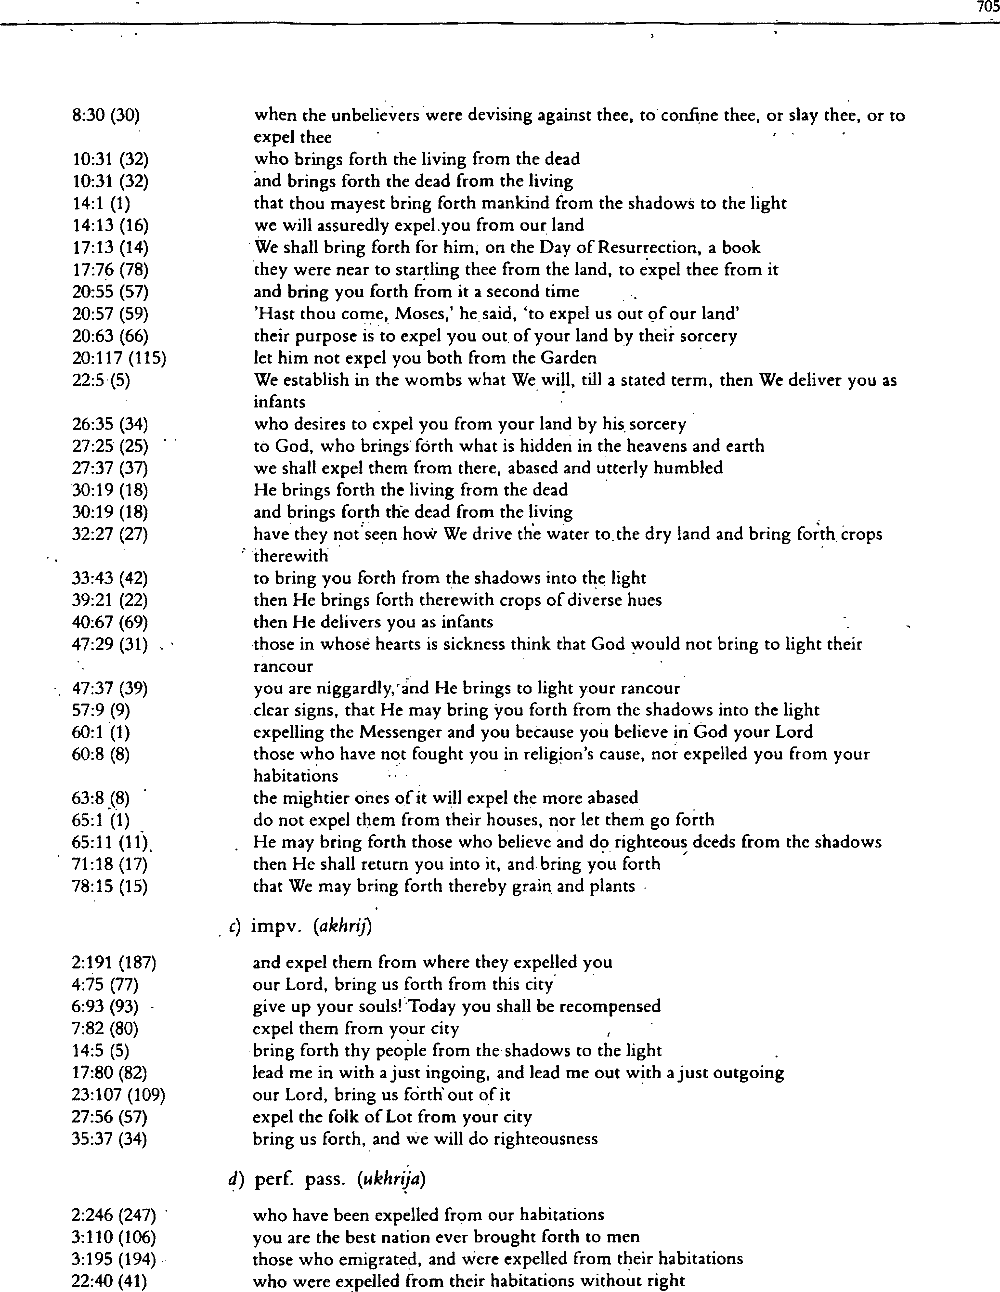 705
8:30 (30) when the unbelievers were devising against thee, to confine thee, or slay thee, or to
expel thee
10:31 (32) who brings forth the living from the dead
10:31 (32) and brings forth the dead from the living
14:1 (1) that thou mayest bring forth mankind from the shadows to the light
14:13 (16) we will assuredly expel you from our land
17:13 (14) We shall bring forth for him, on the Day of Resurrection, a book
17:76 (78) they were near to startling thee from the land, to expel thee from it
20:55 (57) and bring you forth from it a second time
20:57 (59) 'Hast thou come, Moses,' he said, 'to expel us out of our land'
20:63 (66) their purpose is to expel you out of your land by their sorcery
20:117 (115) let him not expel you both from the Garden
22:5 (5) We establish in the wombs what We will, till a stated term, then We deliver you as
infants
26:35 (34) who desires to expel you from your land by his sorcery
27:25 (25) to God, who brings forth what is hidden in the heavens and earth
27:37 (37) we shall expel them from there, abased and utterly humbled
30:19 (18) He brings forth the living from the dead
30:19 (18) and brings forth the dead from the living
32:27 (27) have they not seen how We drive the water to the dry land and bring forth crops
therewith
33:43 (42) to bring you forth from the shadows into the light
39:21 (22) then He brings forth therewith crops of diverse hues
40:67 (69) then He delivers you as infants
47:29 (31) those in whose hearts is sickness think that God would not bring to light their
rancour
47:37 (39) you are niggardly, and He brings to light your rancour
57:9 (9) clear signs, that He may bring you forth from the shadows into the light
60:1 (1) expelling the Messenger and you because you believe in God your Lord
60:8 (8) those who have not fought you in religion's cause, nor expelled you from your
habitations
63:8 (8) the mightier ones of it will expel the more abased
65:1 (1) do not expel them from their houses, nor let them go forth
65:11 (11) He may bring forth those who believe and do righteous deeds from the shadows
71:18 (17) then He shall return you into it, and bring you forth
78:15 (15) that We may bring forth thereby grain and plants
c) impv. (akhrij)
2:191 (187) and expel them from where they expelled you
4:75 (77) our Lord, bring us forth from this city
6:93 (93) give up your souls! Today you shall be recompensed
7:82 (80) expel them from your city
14:5 (5) bring forth thy people from the shadows to the light
17:80 (82) lead me in with a just ingoing, and lead me out with a just outgoing
23:107 (109) our Lord, bring us forth out of it
27:56 (57) expel the folk of Lot from your city
35:37 (34) bring us forth, and we will do righteousness
d) perf. pass. (ukhrija)
2:246 (247) who have been expelled from our habitations
3:110 (106) you are the best nation ever brought forth to men
3:195 (194) those who emigrated, and were expelled from their habitations
22:40 (41) who were expelled from their habitations without right